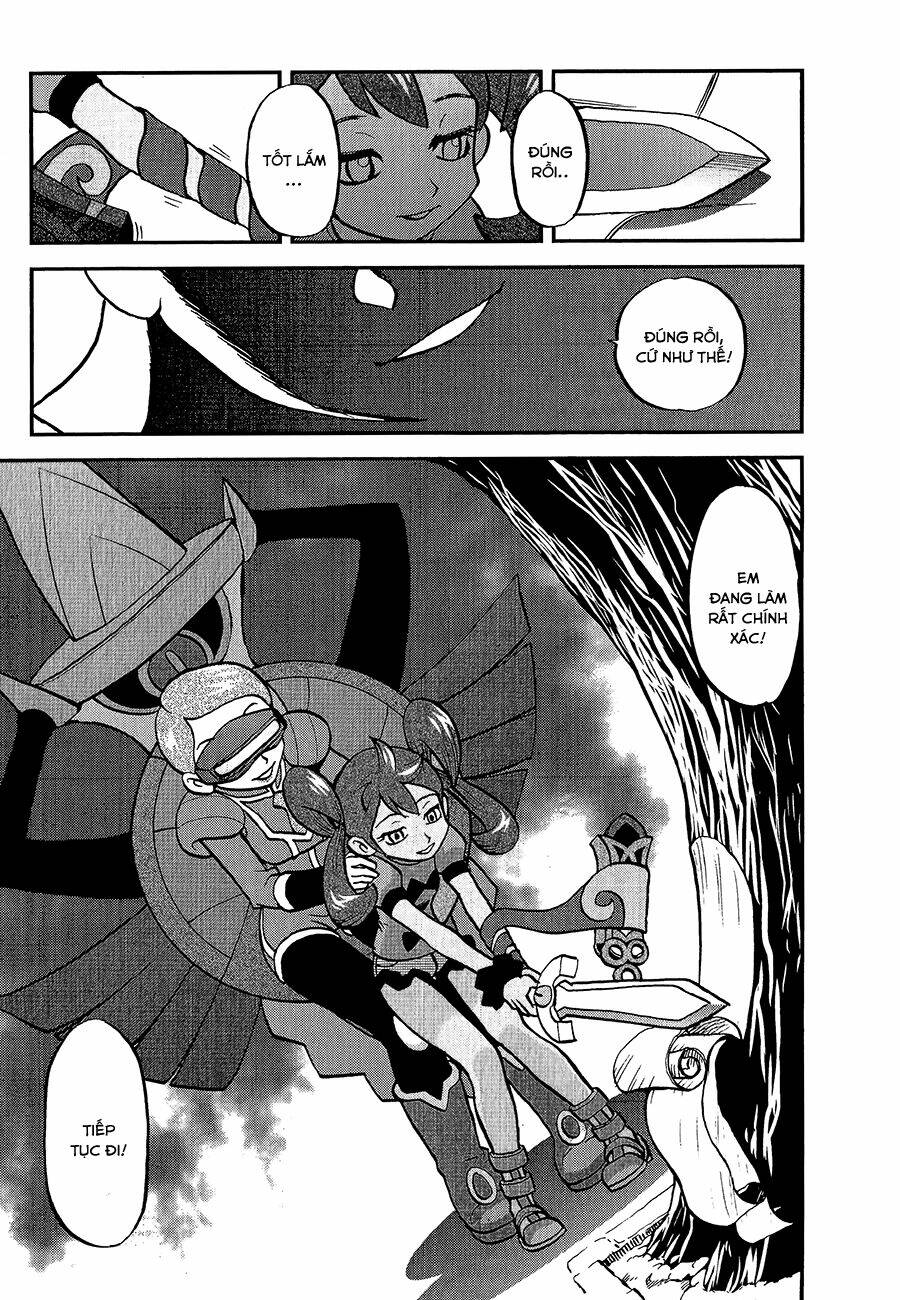 ĐÚNG
RỒI..
TỐT LẮM
...
ĐÚNG RỒI,
CỨ NHƯ THẾ!
EM
ĐANG LÀM
RẤT CHÍNH
XÁC!
TIẾP
TỤC ĐI!